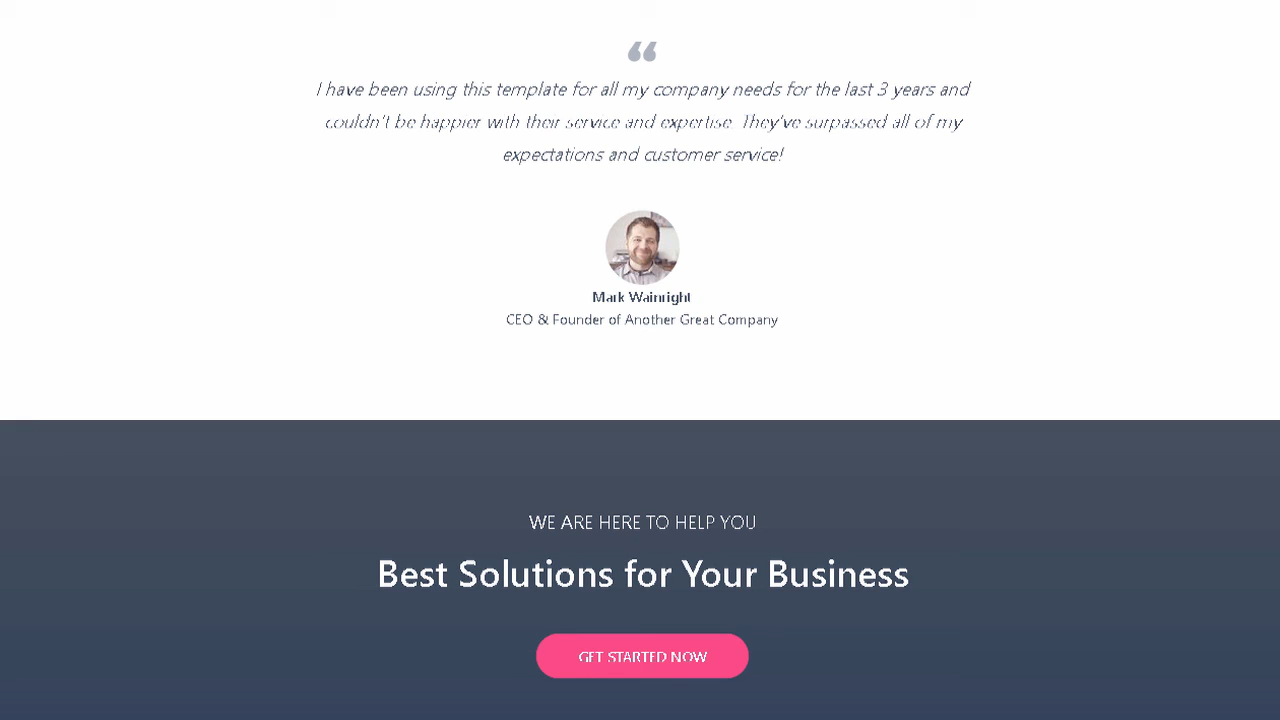 “
I have been using this template for all my company needs for the last 3 years and
couldn't be happier with their service and expertise. They've surpassed all of my
expectations and customer service!
Mark Wainright
CEO & Founder of Another Great Company
WE ARE HERE TO HELP YOU
Best Solutions for Your Business
GET STARTED NOW